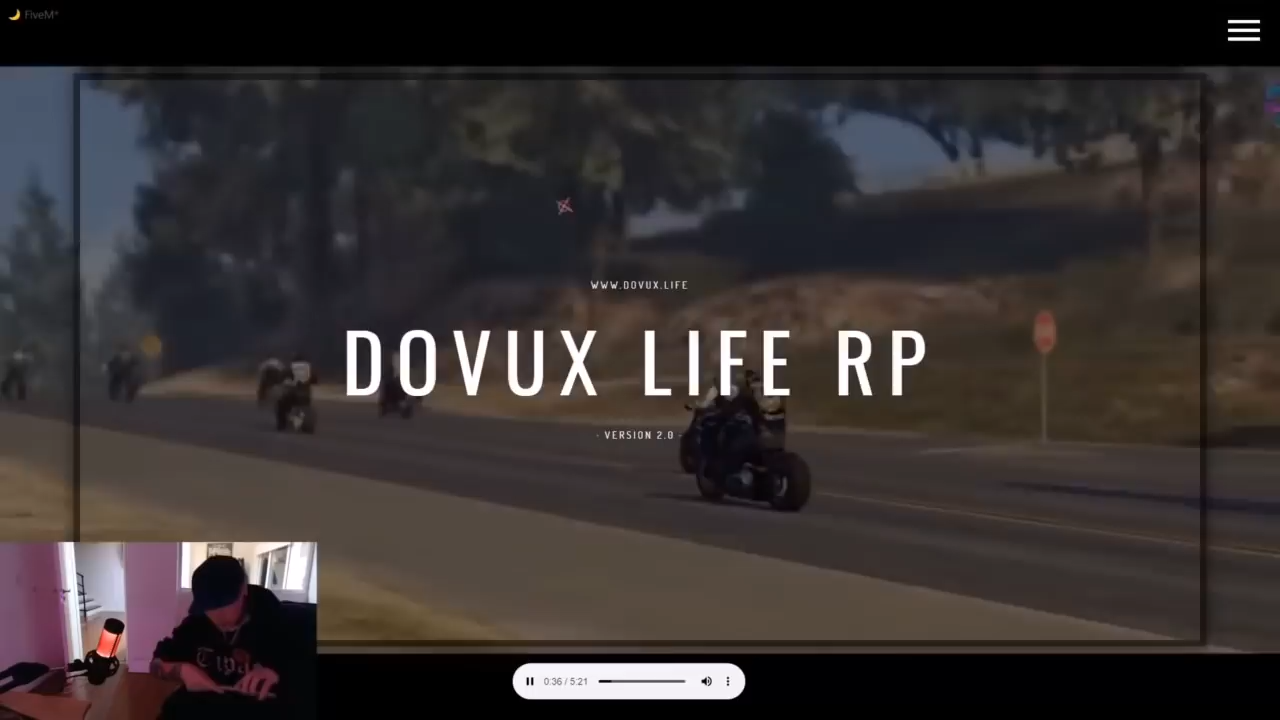 FiveM*
WWW.DOVUX.LIFE
DOVUX LIFE RP
- VERSION 2.0 -
0:36 / 5:21